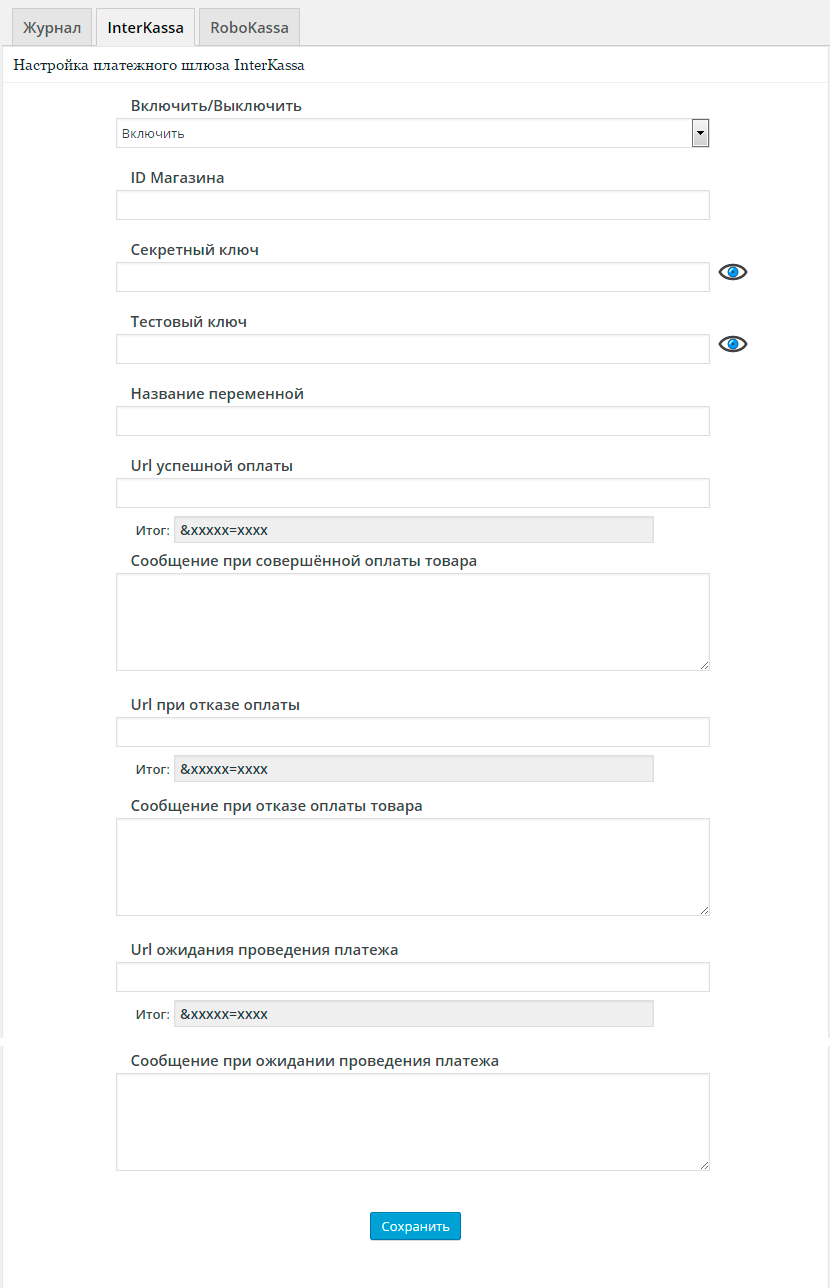 Журнал InterKassa RoboKassa
Настройка платежного шлюза InterKassa
Включить/Выключить
Включить
ID Магазина
Секретный ключ
Тестовый ключ
Название переменной
Url успешной оплаты
Итог: &xxxxx=xxxx
Сообщение при совершённой оплаты товара
Url при отказе оплаты
Итог: &xxxxx=xxxx
Сообщение при отказе оплаты товара
Url ожидания проведения платежа
Итог: &xxxxx=xxxx
Сообщение при ожидании проведения платежа
Сохранить